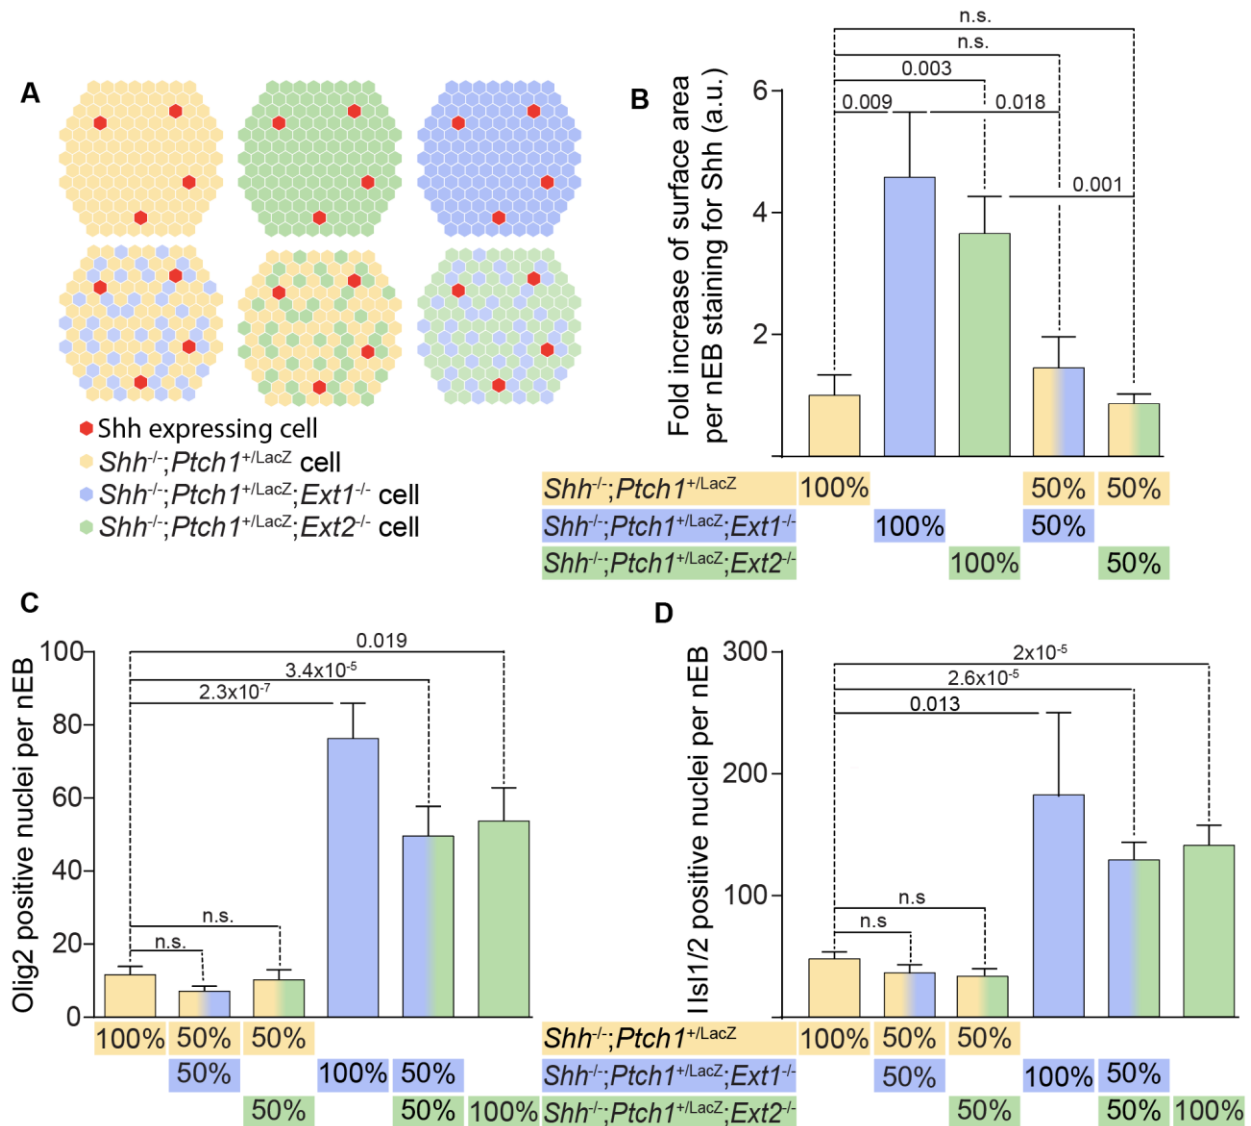 A
Shh expressing cell
Shh-/-;Ptch1+/LacZ cell
Shh-/-;Ptch1+/LacZ;Ext1-/- cell
Shh-/-;Ptch1+/LacZ;Ext2-/- cell
B
Fold increase of surface area
per nEB staining for Shh (a.u.)
6
4
2
n.s.
n.s.
0.003
0.009
0.018
0.001
Shh-/-;Ptch1+/LacZ 100% 50% 50%
Shh-/-;Ptch1+/LacZ;Ext1-/- 100% 50%
Shh-/-;Ptch1+/LacZ;Ext2-/- 100% 50%
C
Olig2 positive nuclei per nEB
100
80
60
40
20
0
0.019
3.4x10-5
2.3x10-7
n.s.
n.s.
100% 50% 50%
50% 100% 50%
50% 50% 100%
D
Isl1/2 positive nuclei per nEB
300
200
100
2x10-5
2.6x10-5
0.013
n.s
n.s
Shh-/-;Ptch1+/LacZ 100% 50% 50%
Shh-/-;Ptch1+/LacZ;Ext1-/- 50% 100% 50%
Shh-/-;Ptch1+/LacZ;Ext2-/- 50% 50% 100%